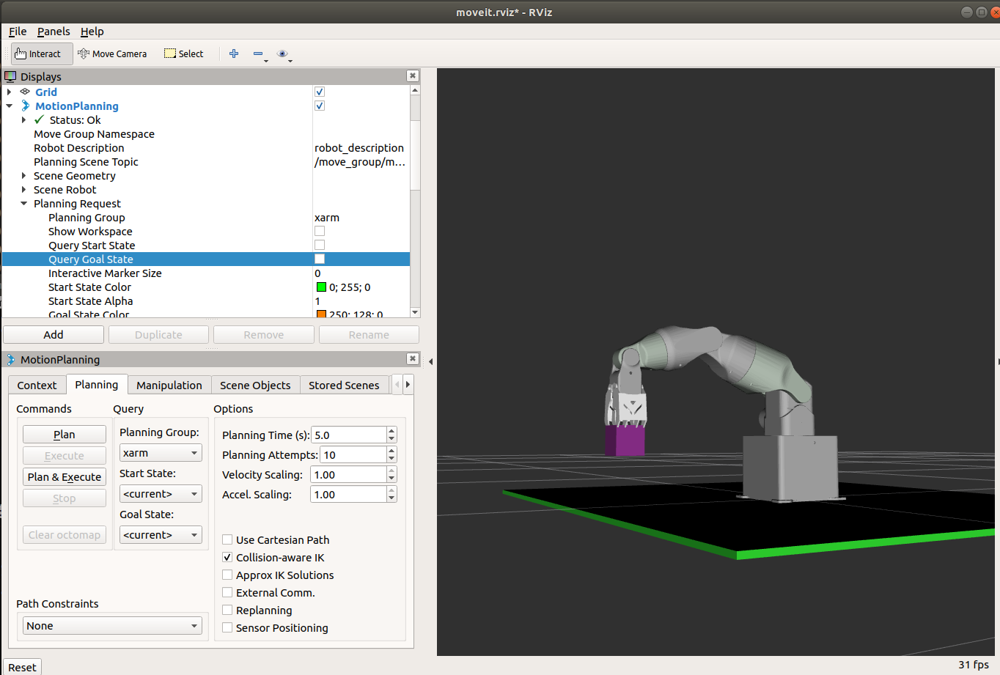 moveit.rviz* - RViz
File Panels Help
Interact Move Camera Select
Displays
Grid
MotionPlanning
Status: Ok
Move Group Namespace
Robot Description robot_description
Planning Scene Topic /move_group/m...
Scene Geometry
Scene Robot
Planning Request
Planning Group xarm
Show Workspace
Query Start State
Query Goal State
Interactive Marker Size 0
Start State Color 0; 255; 0
Start State Alpha 1
Goal State Color 250; 128; 0
Add Duplicate Remove Rename
MotionPlanning
Context Planning Manipulation Scene Objects Stored Scenes
Commands Query Options
Plan
Execute
Plan & Execute
Stop
Clear octomap
Planning Group:
xarm
Start State:
<current>
Goal State:
<current>
Planning Time (s): 5.0
Planning Attempts: 10
Velocity Scaling: 1.00
Accel. Scaling: 1.00
Use Cartesian Path
Collision-aware IK
Approx IK Solutions
External Comm.
Replanning
Sensor Positioning
Path Constraints
None
Reset
31 fps